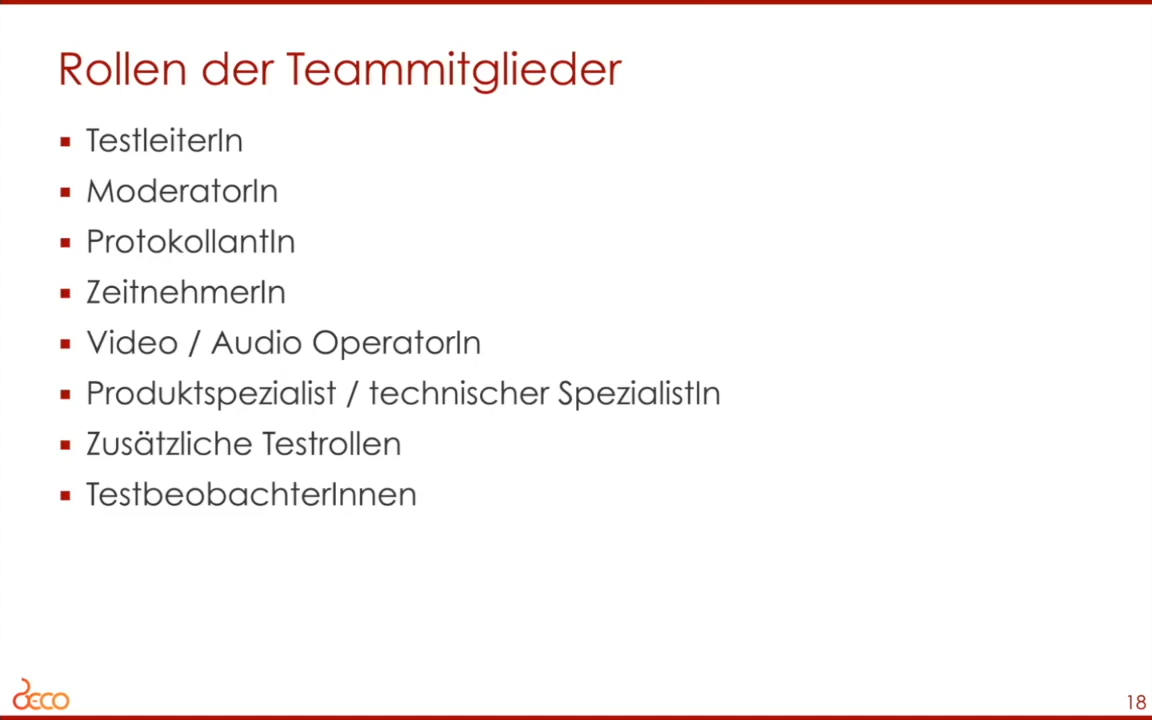 Rollen der Teammitglieder
TestleiterIn
ModeratorIn
ProtokollantIn
ZeitnehmerIn
Video / Audio OperatorIn
Produktspezialist / technischer SpezialistIn
Zusätzliche Testrollen
TestbeobachterInnen
DECO
18